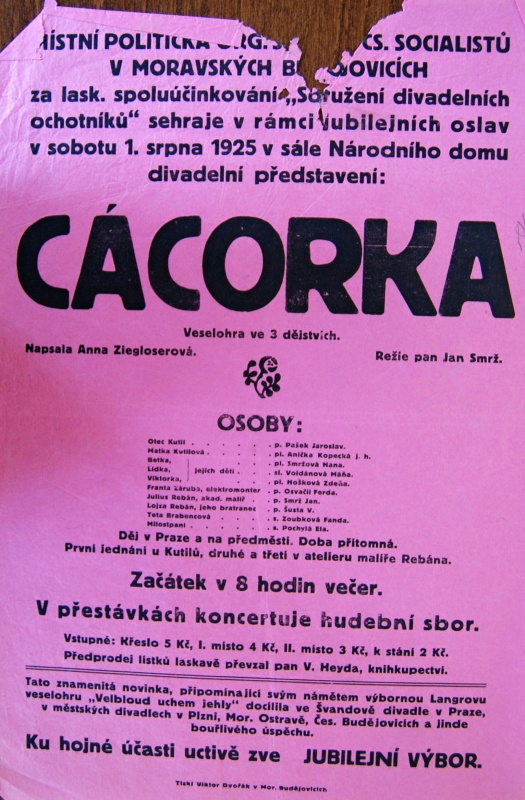 MÍSTNÍ POLITICKÁ ORG. ČS. SOCIALISTŮ
V MORAVSKÝCH BUDĚJOVICÍCH
za lask. spoluúčinkování „Sdružení divadelních
ochotníků“ sehraje v rámci jubilejních oslav
v sobotu 1. srpna 1925 v sále Národního domu
divadelní představení:
CÁCORKA
Veselohra ve 3 dějstvích.
Napsala Anna Ziegloserová.
Režie pan Jan Smrž.
OSOBY:
Otec Kutil . . . . . . . p. Pašek Jaroslav.
Matka Kutilová . . . . . . pí. Anička Kopecká j. h.
Betka, pí. Smržová Hana.
Lidka, jejich děti . . . sl. Voldánová Máňa.
Viktorka, pí. Hožková Zdeňa.
Franta Záruba, elektromonter . p. Osvačil Ferda.
Julius Rebán, akad. malíř . . p. Smrž Jan.
Lojza Rebán, jeho bratranec . p. Šusta V.
Yeta Brabencová . . . . s. Zoubková Fanda.
Milostpaní . . . . . . s. Pochylá Ela.
Děj v Praze a na předměstí. Doba přítomná.
První jednání u Kutilů, druhé a třetí v atelieru malíře Rebána.
Začátek v 8 hodin večer.
V přestávkách koncertuje hudební sbor.
Vstupné: Křeslo 5 Kč, I. místo 4 Kč, II. místo 3 Kč, k stání 2 Kč.
Předprodej lístků laskavě převzal pan V. Heyda, knihkupectví.
Tato znamenitá novinka, připomínající svým námětem výbornou Langrovu
veselohru „Velbloud uchem jehly“ docílila ve Švandově divadle v Praze,
v městských divadlech v Plzni, Mor. Ostravě, Čes. Budějovicích a jinde
bouřlivého úspěchu.
Ku hojné účasti uctivě zve JUBILEJNÍ VÝBOR.
Tiskl Viktor Dvořák v Mor. Budějovicích